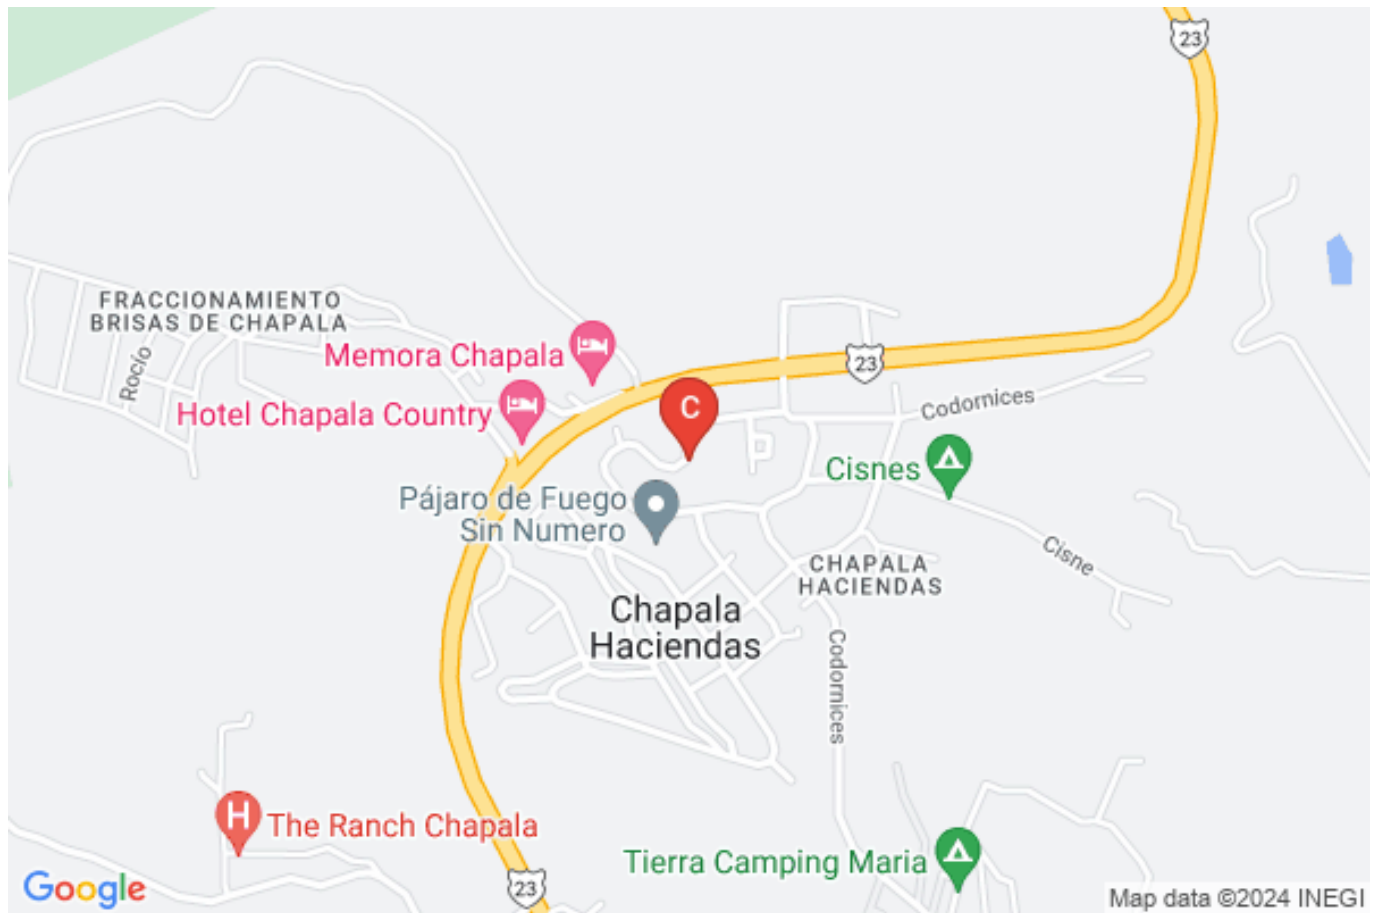 23
FRACCIONAMIENTO
BRISAS DE CHAPALA
Rocío
Memora Chapala
23
Hotel Chapala Country
C
Codornices
Cisnes
Pájaro de Fuego
Sin Numero
Cisne
CHAPALA
HACIENDAS
Chapala
Haciendas
Codornices
H
The Ranch Chapala
Tierra Camping Maria
23
Google
Map data ©2024 INEGI